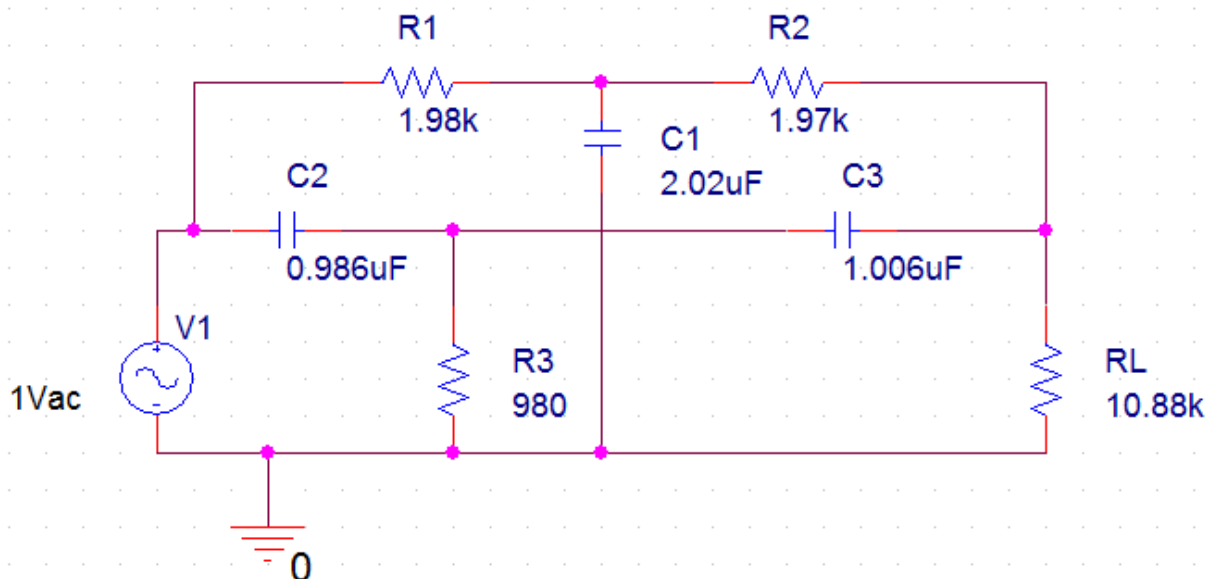 R1
R2
1.98k
1.97k
C1
2.02uF
C2
C3
0.986uF
1.006uF
V1
+
-
1Vac
R3
980
RL
10.88k
0